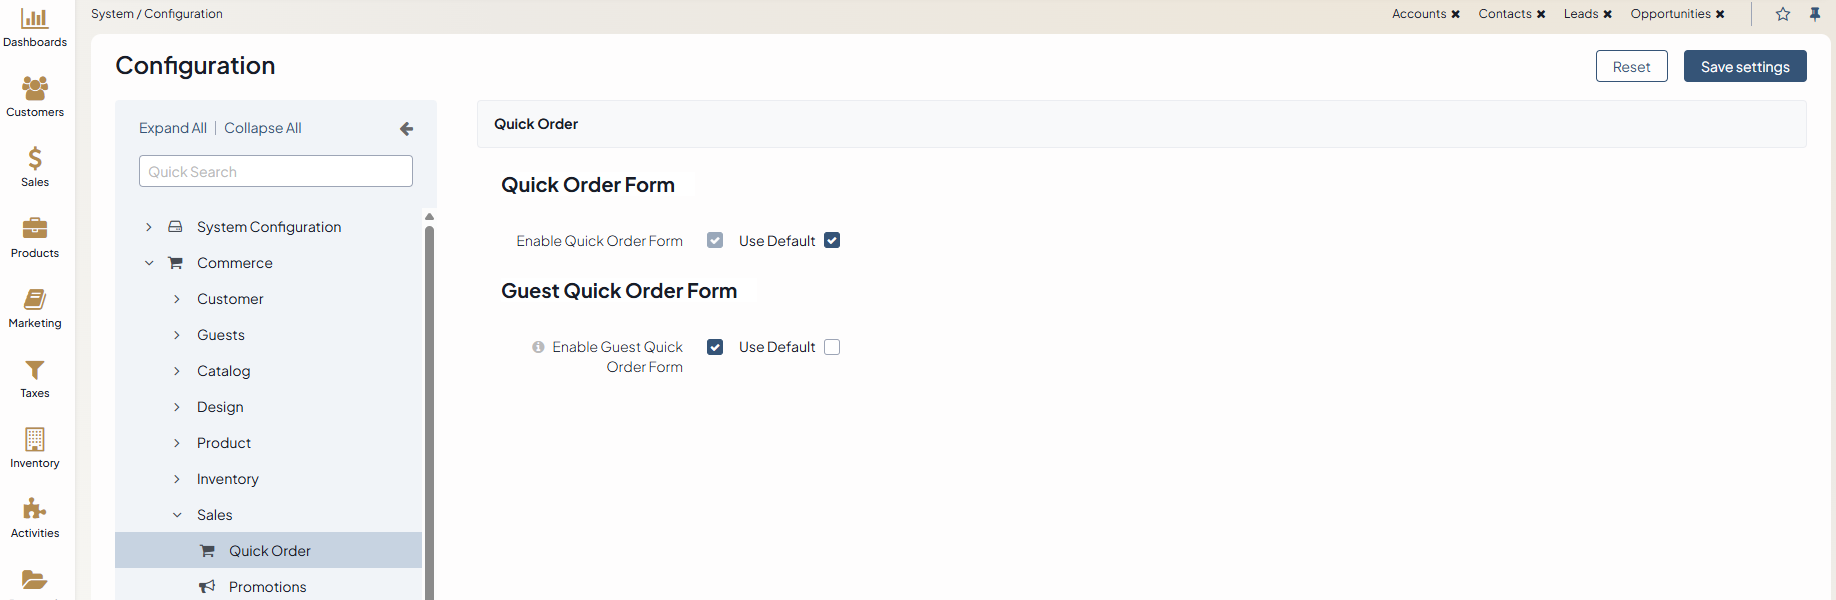 System / Configuration
Accounts
Contacts
Leads
Opportunities
Dashboards
Customers
Sales
Products
Marketing
Taxes
Inventory
Activities
Configuration
Reset
Save settings
Expand All | Collapse All
Quick Search
System Configuration
Commerce
Customer
Guests
Catalog
Design
Product
Inventory
Sales
Quick Order
Promotions
Quick Order
Quick Order Form
Enable Quick Order Form
Use Default
Guest Quick Order Form
Enable Guest Quick
Order Form
Use Default